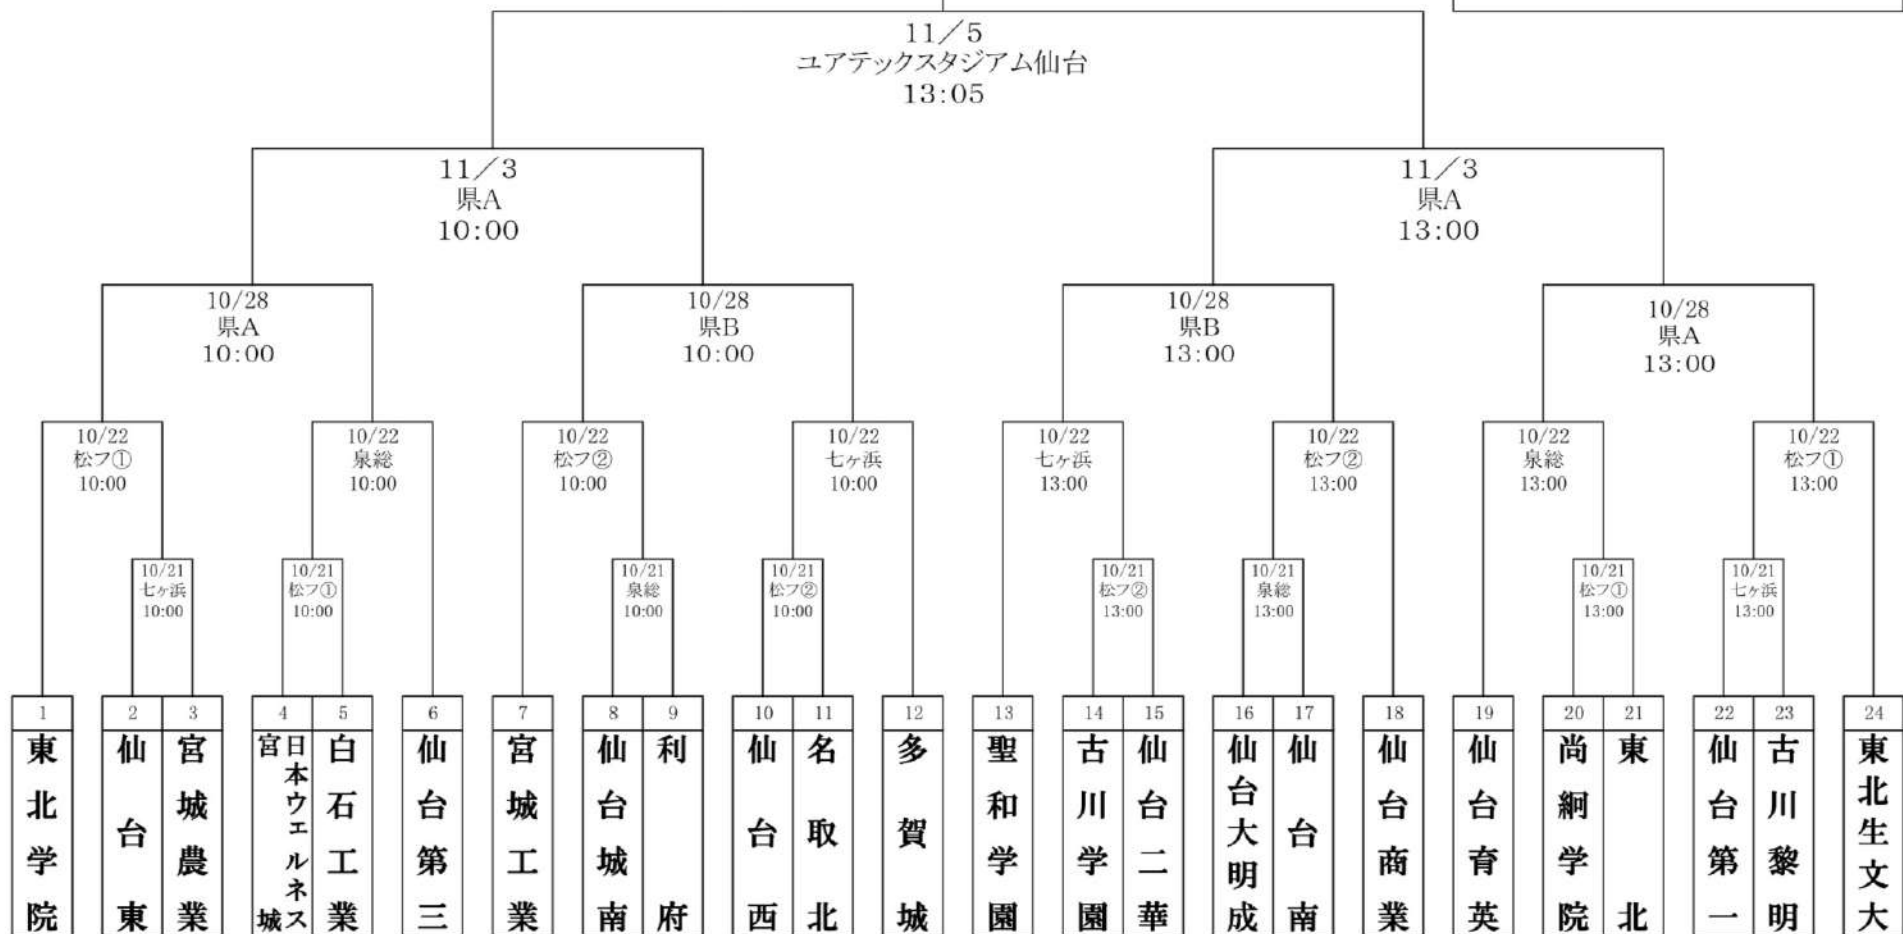 11/5
ユアテックスタジアム仙台
13:05
11/3
県A
10:00
11/3
県A
13:00
10/28
県A
10:00
10/28
県B
10:00
10/28
県B
13:00
10/28
県A
13:00
10/22
松フ①
10:00
10/22
泉総
10:00
10/22
松フ②
10:00
10/22
七ヶ浜
10:00
10/22
七ヶ浜
13:00
10/22
松フ②
13:00
10/22
泉総
13:00
10/22
松フ①
13:00
10/21
七ヶ浜
10:00
10/21
松フ①
10:00
10/21
泉総
10:00
10/21
松フ②
10:00
10/21
松フ②
13:00
10/21
泉総
13:00
10/21
松フ①
13:00
10/21
七ヶ浜
13:00
1
東北学院
2
仙台東
3
宮城農業
4
日本ウェルネス
宮城
5
白石工業
6
仙台第三
7
宮城工業
8
仙台城南
9
利府
10
仙台西
11
名取北
12
多賀城
13
聖和学園
14
古川学園
15
仙台二華
16
仙台大明成
17
仙台南
18
仙台商業
19
仙台育英
20
尚絅学院
21
東北
22
仙台第一
23
古川黎明
24
東北生文大